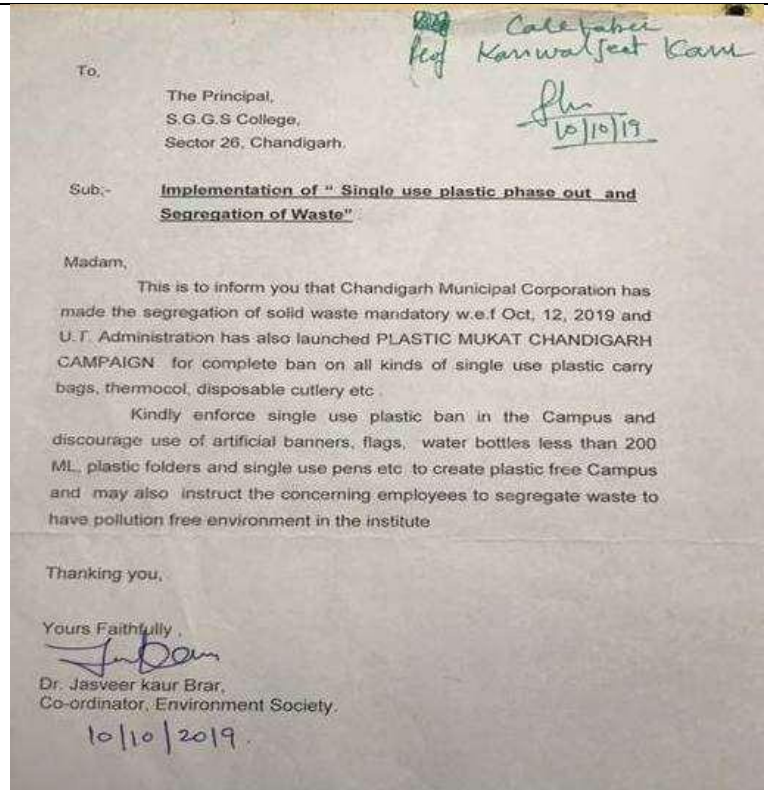 Prof Kanwaljeet Kaur
10/10/19
To,
The Principal,
S.G.G.S College,
Sector 26, Chandigarh.
Sub,- Implementation of “ Single use plastic phase out and
Segregation of Waste”
Madam,
This is to inform you that Chandigarh Municipal Corporation has
made the segregation of solid waste mandatory w.e.f Oct, 12, 2019 and
U.T. Administration has also launched PLASTIC MUKAT CHANDIGARH
CAMPAIGN for complete ban on all kinds of single use plastic carry
bags, thermocol, disposable cutlery etc .
Kindly enforce single use plastic ban in the Campus and
discourage use of artificial banners, flags, water bottles less than 200
ML, plastic folders and single use pens etc to create plastic free Campus
and may also instruct the concerning employees to segregate waste to
have pollution free environment in the institute
Thanking you,
Yours Faithfully ,
Dr. Jasveer kaur Brar,
Co-ordinator, Environment Society.
10/10/2019.